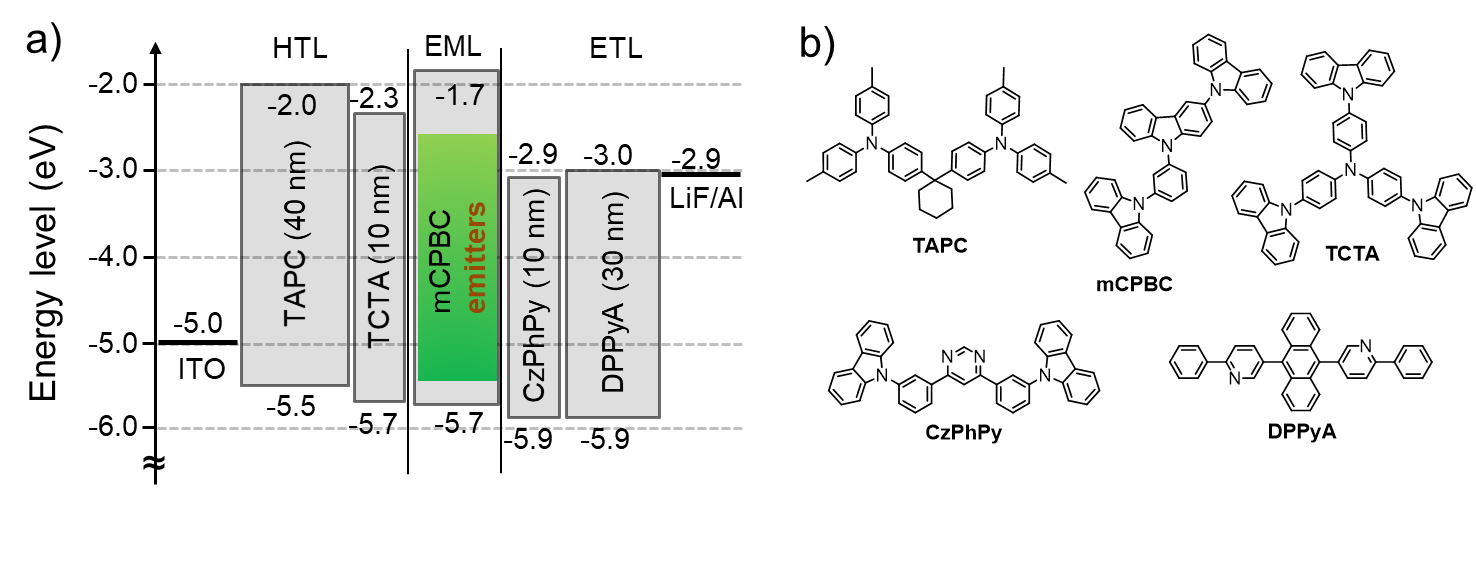 a)
HTL
EML
ETL
Energy level (eV)
-2.0
-3.0
-4.0
-5.0
-6.0
≈
-5.0
ITO
-2.0
TAPC (40 nm)
-5.5
-2.3
TCTA (10 nm)
-5.7
-1.7
mCPBC
emitters
-5.7
-2.9
CzPhPy (10 nm)
-5.9
-3.0
DPPyA (30 nm)
-5.9
-2.9
LiF/Al
b)
N
N
TAPC
N
N
N
mCPBC
N
N
N
N
TCTA
N
N
N
N
CzPhPy
N
N
DPPyA